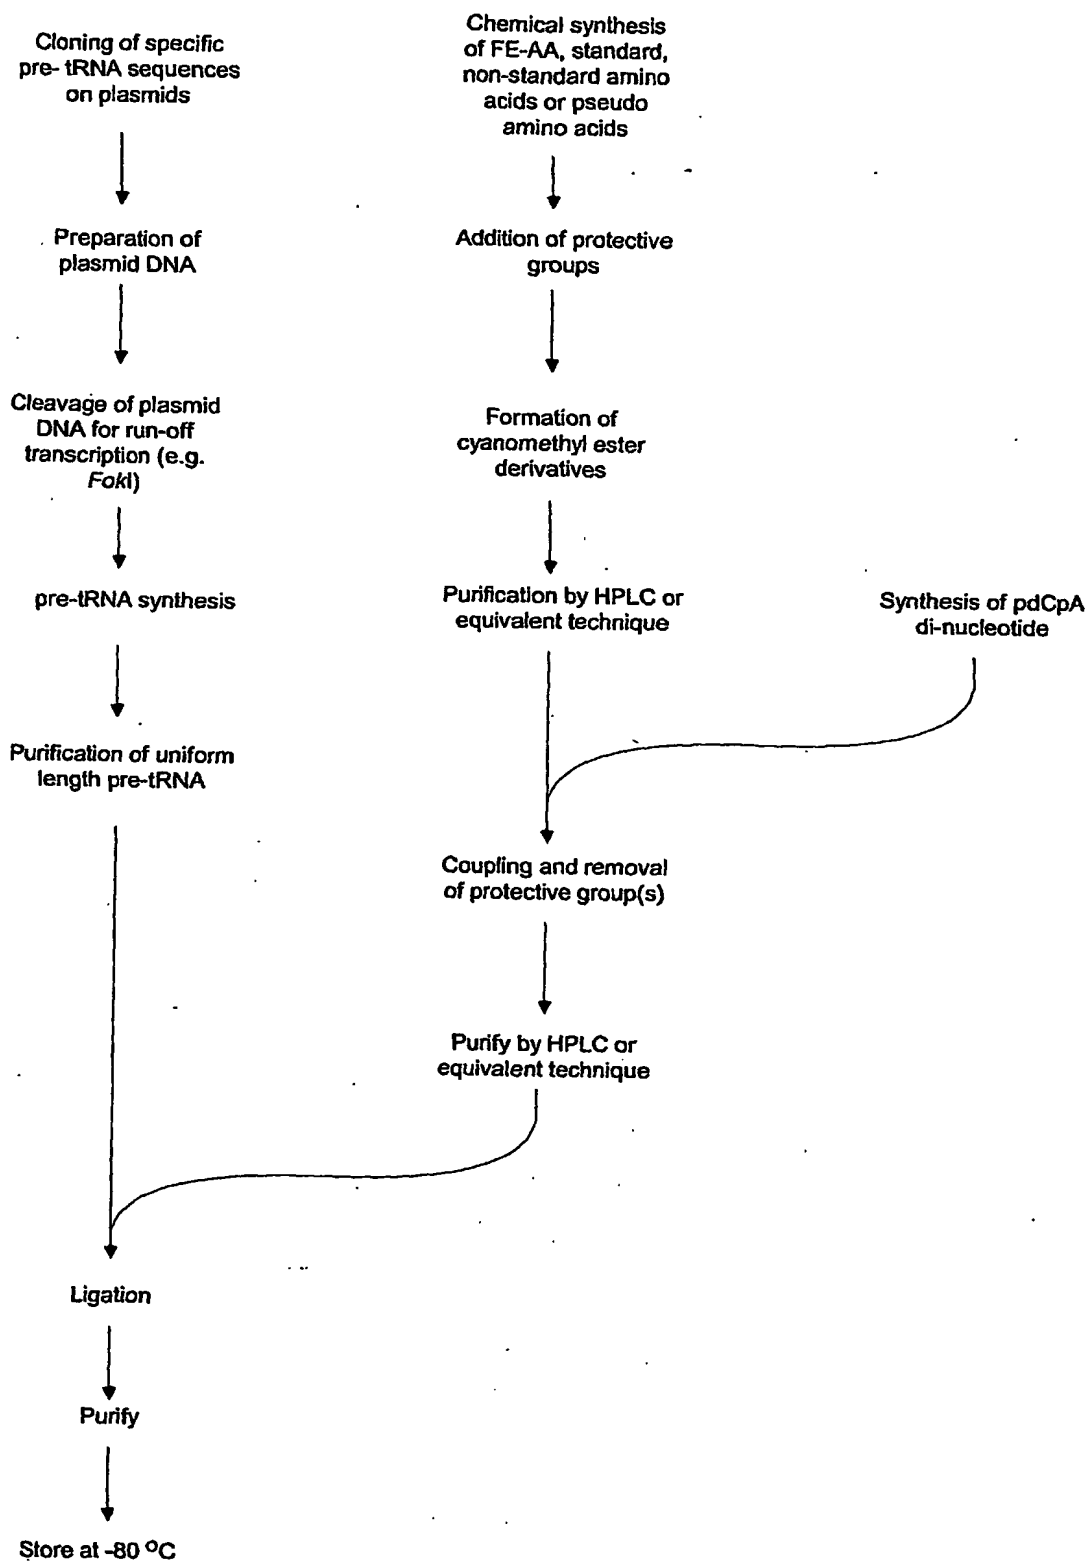 Cloning of specific
pre- tRNA sequences
on plasmids
Preparation of
plasmid DNA
Cleavage of plasmid
DNA for run-off
transcription (e.g.
FokI)
pre-tRNA synthesis
Purification of uniform
length pre-tRNA
Chemical synthesis
of FE-AA, standard,
non-standard amino
acids or pseudo
amino acids
Addition of protective
groups
Formation of
cyanomethyl ester
derivatives
Purification by HPLC or
equivalent technique
Synthesis of pdCpA
di-nucleotide
Coupling and removal
of protective group(s)
Purify by HPLC or
equivalent technique
Ligation
Purify
Store at -80 °C